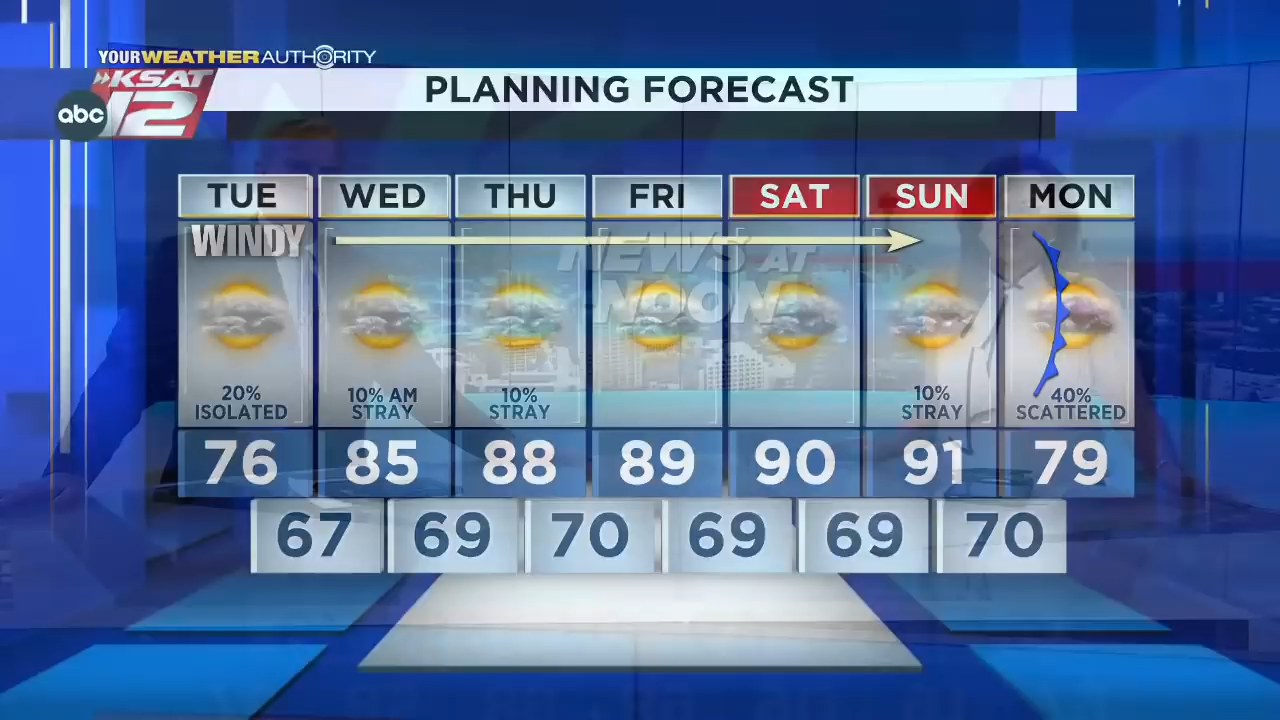 YOUR WEATHER AUTHORITY
KSAT
abc 12
PLANNING FORECAST
TUE WED THU FRI SAT SUN MON
WINDY
NEWS AT
NOON
20% 10% AM 10% 10% 40%
ISOLATED STRAY STRAY STRAY SCATTERED
76 85 88 89 90 91 79
67 69 70 69 69 70